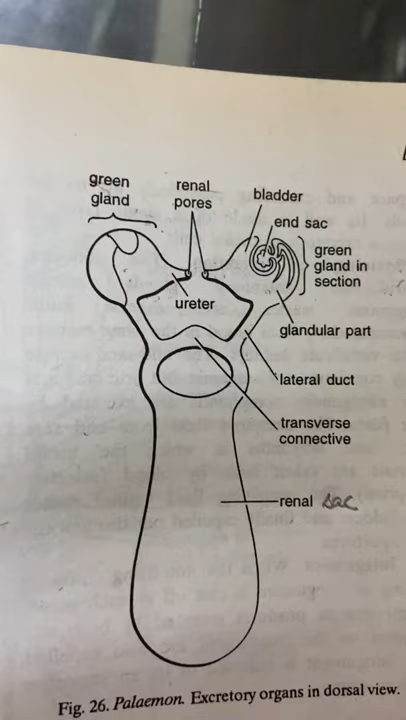 green
gland
renal
pores
bladder
end sac
green
gland in
section
ureter
glandular part
lateral duct
transverse
connective
renal sac
Fig. 26. Palaemon. Excretory organs in dorsal view.